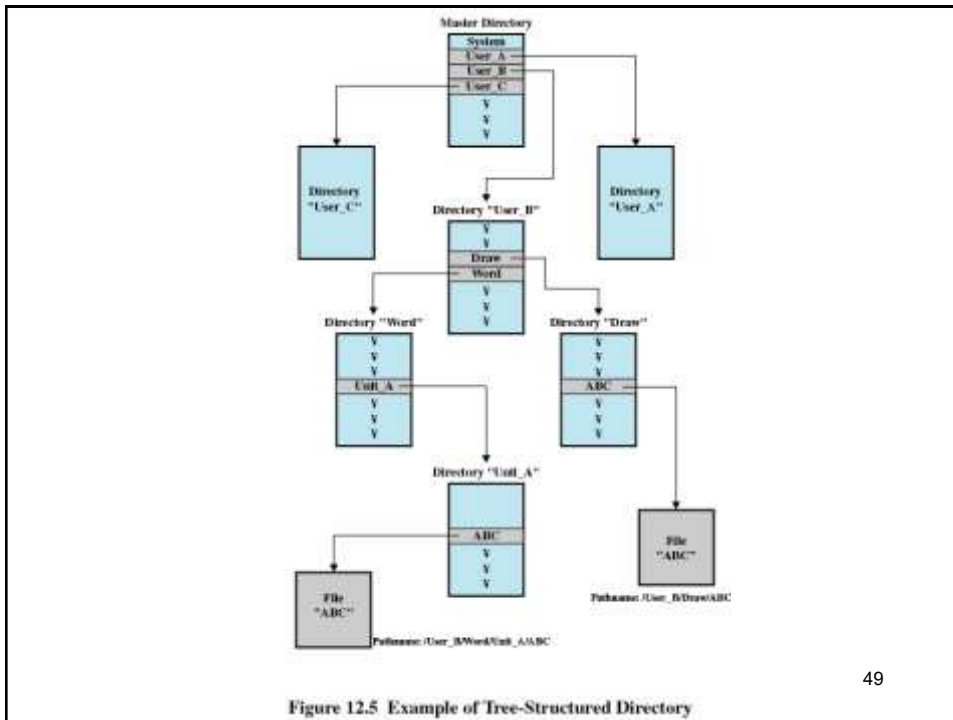 Master Directory
System
User_A
User_B
User_C
¥
¥
¥
Directory
"User_C"
Directory
"User_A"
Directory "User_B"
¥
¥
Draw
Word
¥
¥
¥
Directory "Word"
¥
¥
¥
Unit_A
¥
¥
¥
Directory "Draw"
¥
¥
¥
ABC
¥
¥
¥
Directory "Unit_A"
ABC
¥
¥
¥
File
"ABC"
Pathname: /User_B/Draw/ABC
File
"ABC"
Pathname: /User_B/Word/Unit_A/ABC
49
Figure 12.5 Example of Tree-Structured Directory